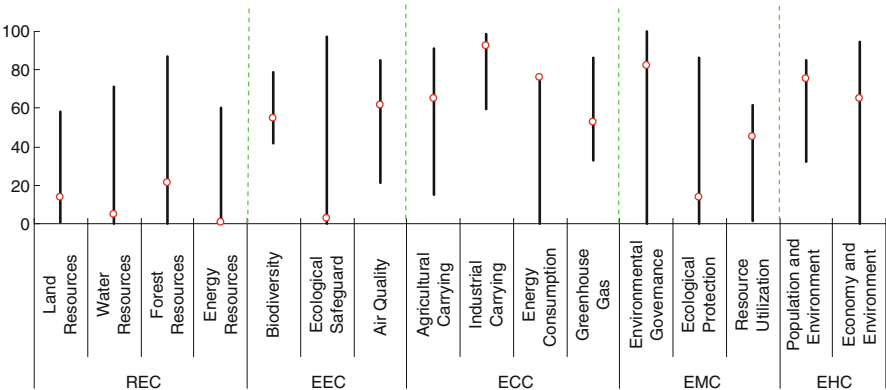 100
80
60
40
20
0
Land
Resources
Water
Resources
Forest
Resources
Energy
Resources
Biodiversity
Ecological
Safeguard
Air Quality
Agricultural
Carrying
Industrial
Carrying
Energy
Consumption
Greenhouse
Gas
Environmental
Governance
Ecological
Protection
Resource
Utilization
Population and
Environment
Economy and
Environment
REC
EEC
ECC
EMC
EHC